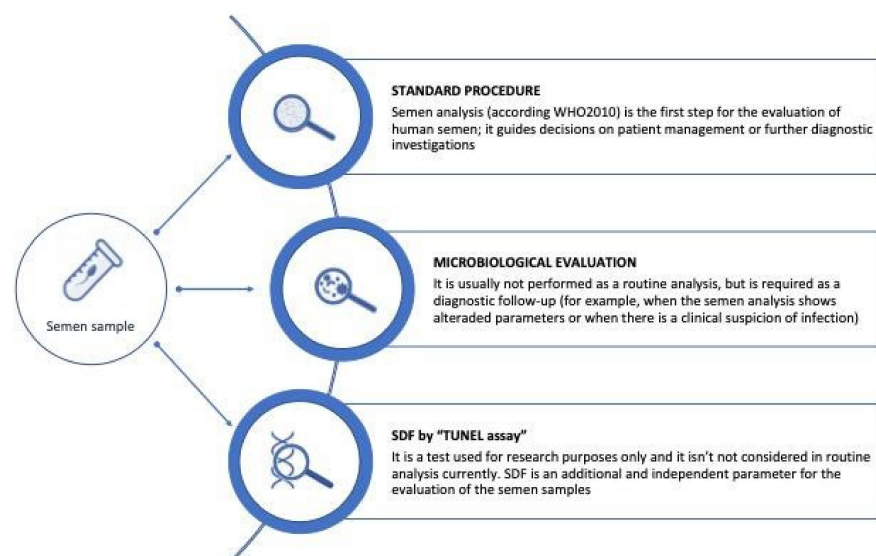 STANDARD PROCEDURE
Semen analysis (according WHO2010) is the first step for the evaluation of
human semen; it guides decisions on patient management or further diagnostic
investigations
MICROBIOLOGICAL EVALUATION
It is usually not performed as a routine analysis, but is required as a
diagnostic follow-up (for example, when the semen analysis shows
alteraded parameters or when there is a clinical suspicion of infection)
Semen sample
SDF by “TUNEL assay”
It is a test used for research purposes only and it isn’t not considered in routine
analysis currently. SDF is an additional and independent parameter for the
evaluation of the semen samples